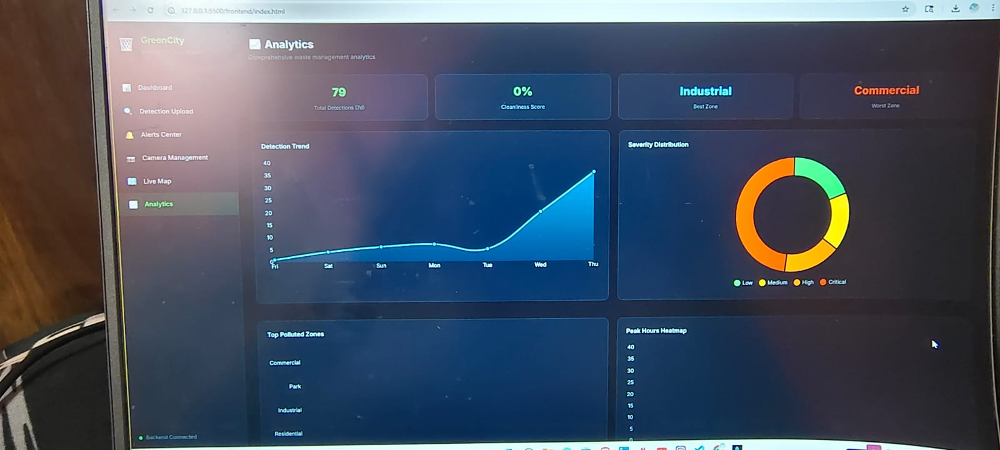 127.0.0.1:5500/frontend/index.html
GreenCity
Analytics
Comprehensive waste management analytics
Dashboard
Detection Upload
Alerts Center
Camera Management
Live Map
Analytics
Backend Connected
79
Total Detections (7d)
0%
Cleanliness Score
Industrial
Best Zone
Commercial
Worst Zone
Detection Trend
40
35
30
25
20
15
10
5
0
Fri Sat Sun Mon Tue Wed Thu
Severity Distribution
Low Medium High Critical
Top Polluted Zones
Commercial
Park
Industrial
Residential
Peak Hours Heatmap
40
35
30
25
20
15
10
5
0